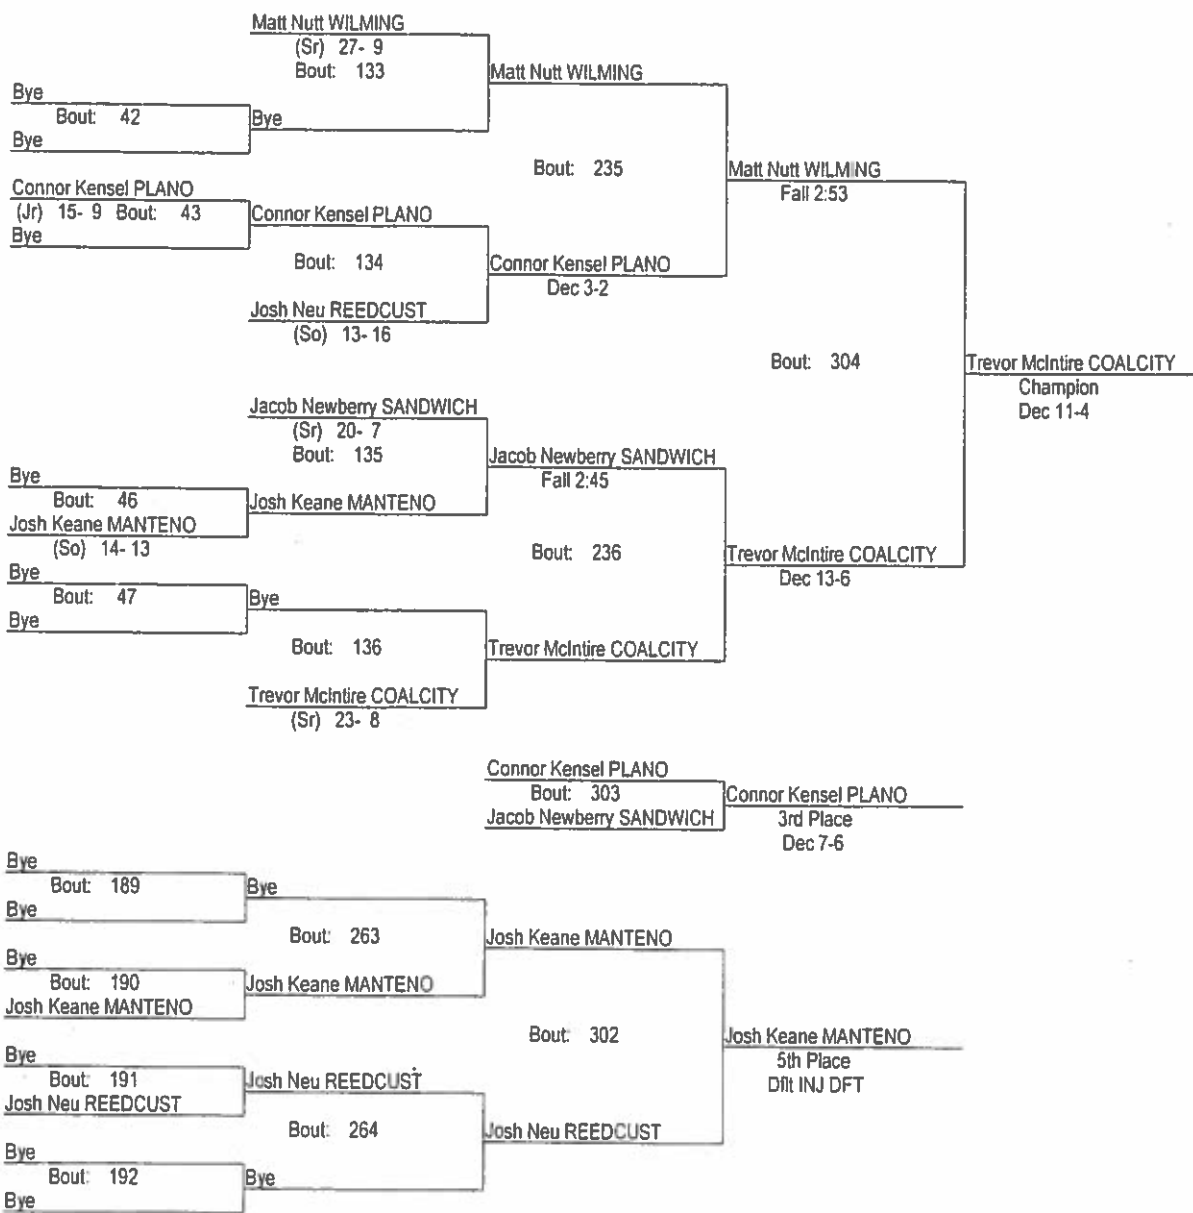 Matt Nutt WILMING
(Sr) 27- 9
Bout: 133
Matt Nutt WILMING
Bye
Bout: 42
Bye
Bye
Bout: 235
Matt Nutt WILMING
Fall 2:53
Connor Kensel PLANO
(Jr) 15- 9 Bout: 43
Bye
Connor Kensel PLANO
Bout: 134
Connor Kensel PLANO
Dec 3-2
Josh Neu REEDCUST
(So) 13- 16
Bout: 304
Trevor McIntire COALCITY
Champion
Dec 11-4
Jacob Newberry SANDWICH
(Sr) 20- 7
Bout: 135
Jacob Newberry SANDWICH
Fall 2:45
Bye
Bout: 46
Josh Keane MANTENO
Josh Keane MANTENO
(So) 14- 13
Bout: 236
Trevor McIntire COALCITY
Dec 13-6
Bye
Bout: 47
Bye
Bye
Bout: 136
Trevor McIntire COALCITY
Trevor McIntire COALCITY
(Sr) 23- 8
Connor Kensel PLANO
Bout: 303
Jacob Newberry SANDWICH
Connor Kensel PLANO
3rd Place
Dec 7-6
Bye
Bout: 189
Bye
Bye
Bout: 263
Josh Keane MANTENO
Bye
Bout: 190
Josh Keane MANTENO
Josh Keane MANTENO
Bout: 302
Josh Keane MANTENO
5th Place
Dflt INJ DFT
Bye
Bout: 191
Josh Neu REEDCUST
Josh Neu REEDCUST
Bout: 264
Josh Neu REEDCUST
Bye
Bout: 192
Bye
Bye